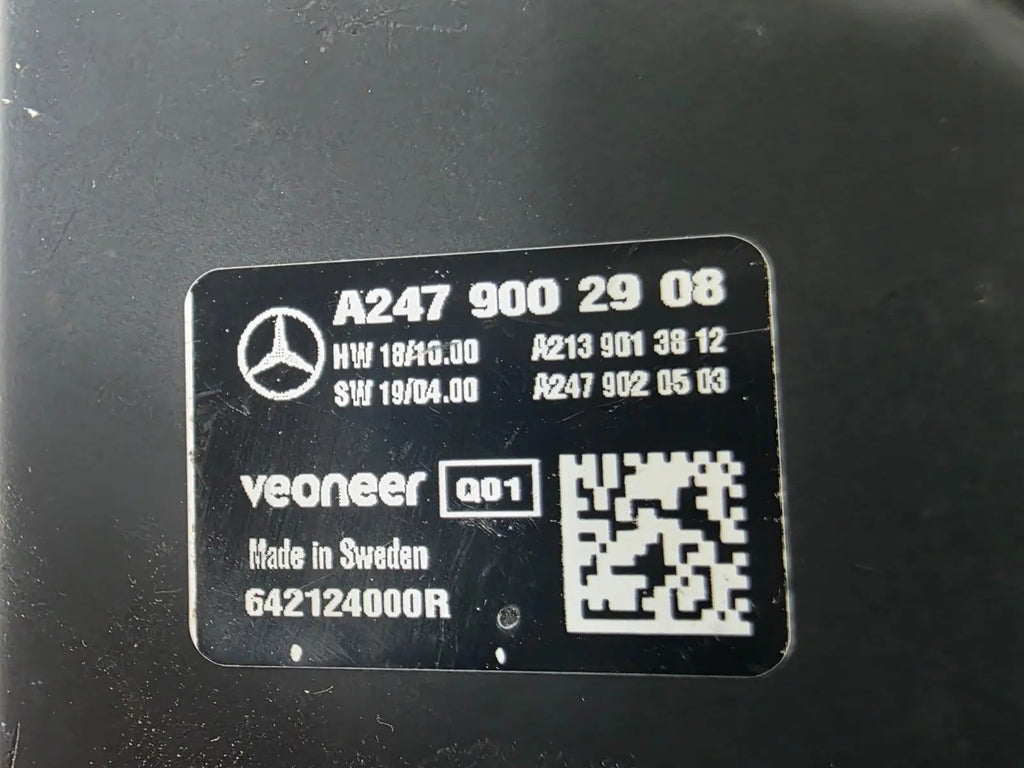 A247 900 29 08
HW 18/10.00 A213 901 38 12
SW 19/04.00 A247 902 05 03
veoneer Q01
Made in Sweden
642124000R